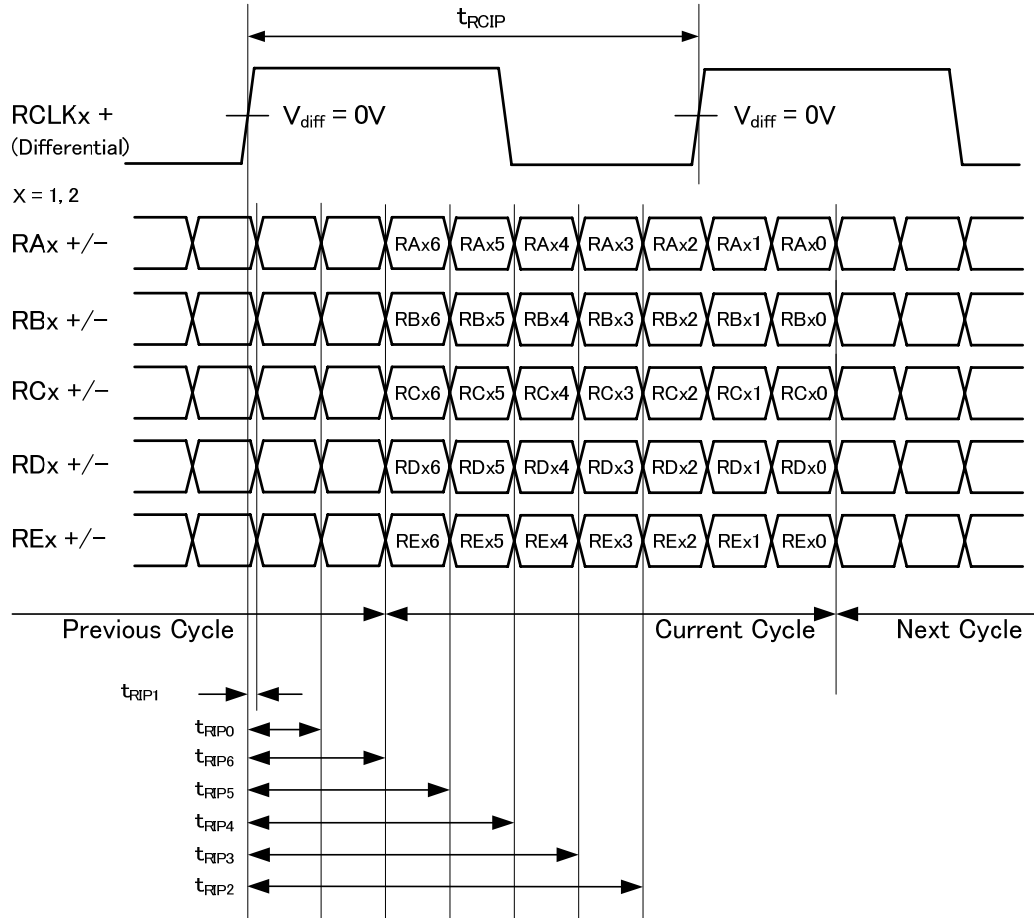 tRCIP
RCLKx +
(Differential)
Vdiff = 0V
Vdiff = 0V
X = 1, 2
RAx +/−
RAx6 RAx5 RAx4 RAx3 RAx2 RAx1 RAx0
RBx +/−
RBx6 RBx5 RBx4 RBx3 RBx2 RBx1 RBx0
RCx +/−
RCx6 RCx5 RCx4 RCx3 RCx2 RCx1 RCx0
RDx +/−
RDx6 RDx5 RDx4 RDx3 RDx2 RDx1 RDx0
REx +/−
REx6 REx5 REx4 REx3 REx2 REx1 REx0
Previous Cycle
Current Cycle
Next Cycle
tRIP1
tRIP0
tRIP6
tRIP5
tRIP4
tRIP3
tRIP2